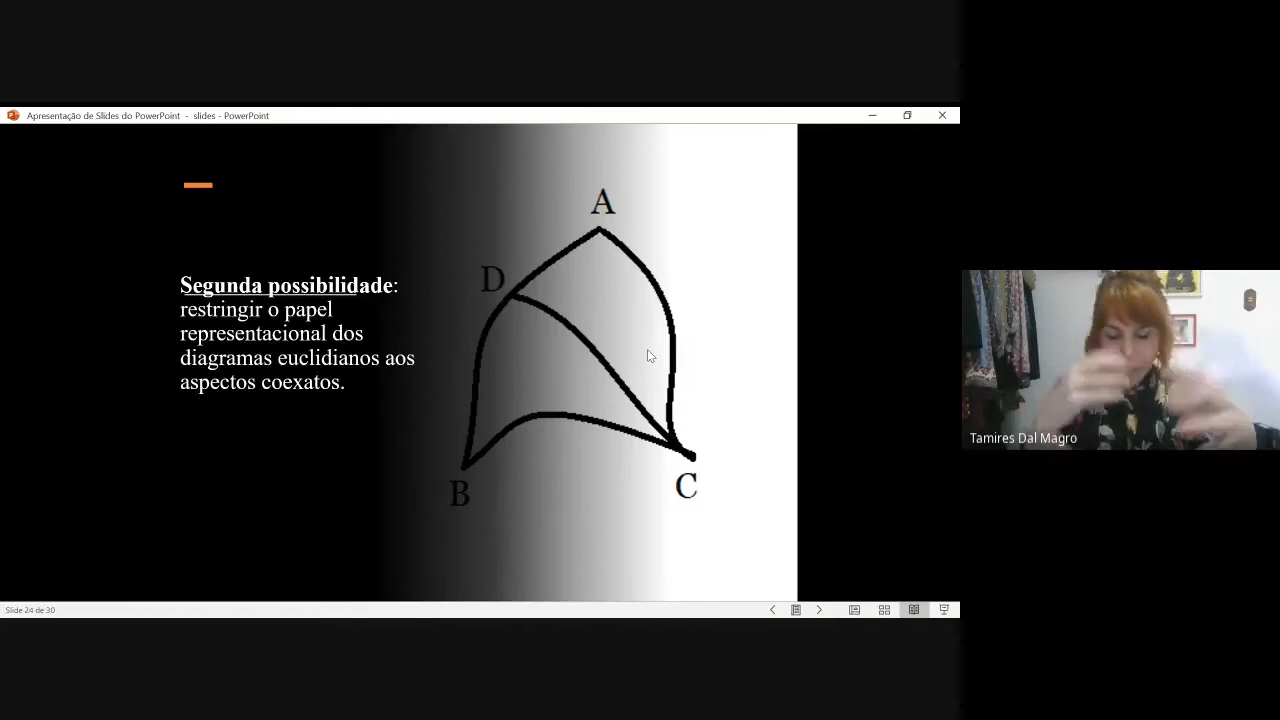 Apresentação de Slides do PowerPoint - slides - PowerPoint
A
D
Segunda possibilidade:
restringir o papel
representacional dos
diagramas euclidianos aos
aspectos coexatos.
B
C
Tamires Dal Magro
Slide 24 de 30